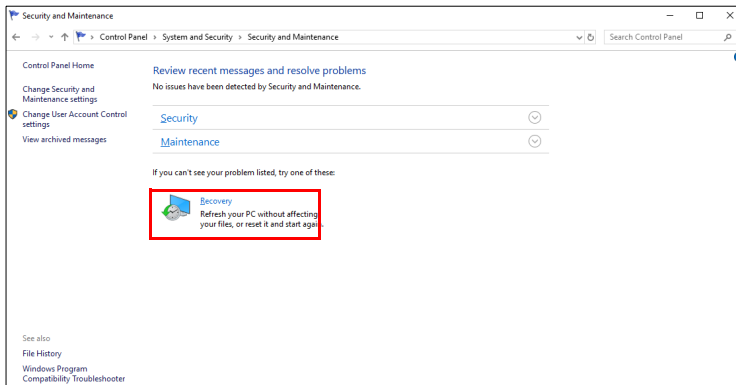 Security and Maintenance
Control Panel > System and Security > Security and Maintenance
Search Control Panel
Control Panel Home
Change Security and
Maintenance settings
Change User Account Control
settings
View archived messages
Review recent messages and resolve problems
No issues have been detected by Security and Maintenance.
Security
Maintenance
If you can't see your problem listed, try one of these:
Recovery
Refresh your PC without affecting
your files, or reset it and start again.
See also
File History
Windows Program
Compatibility Troubleshooter